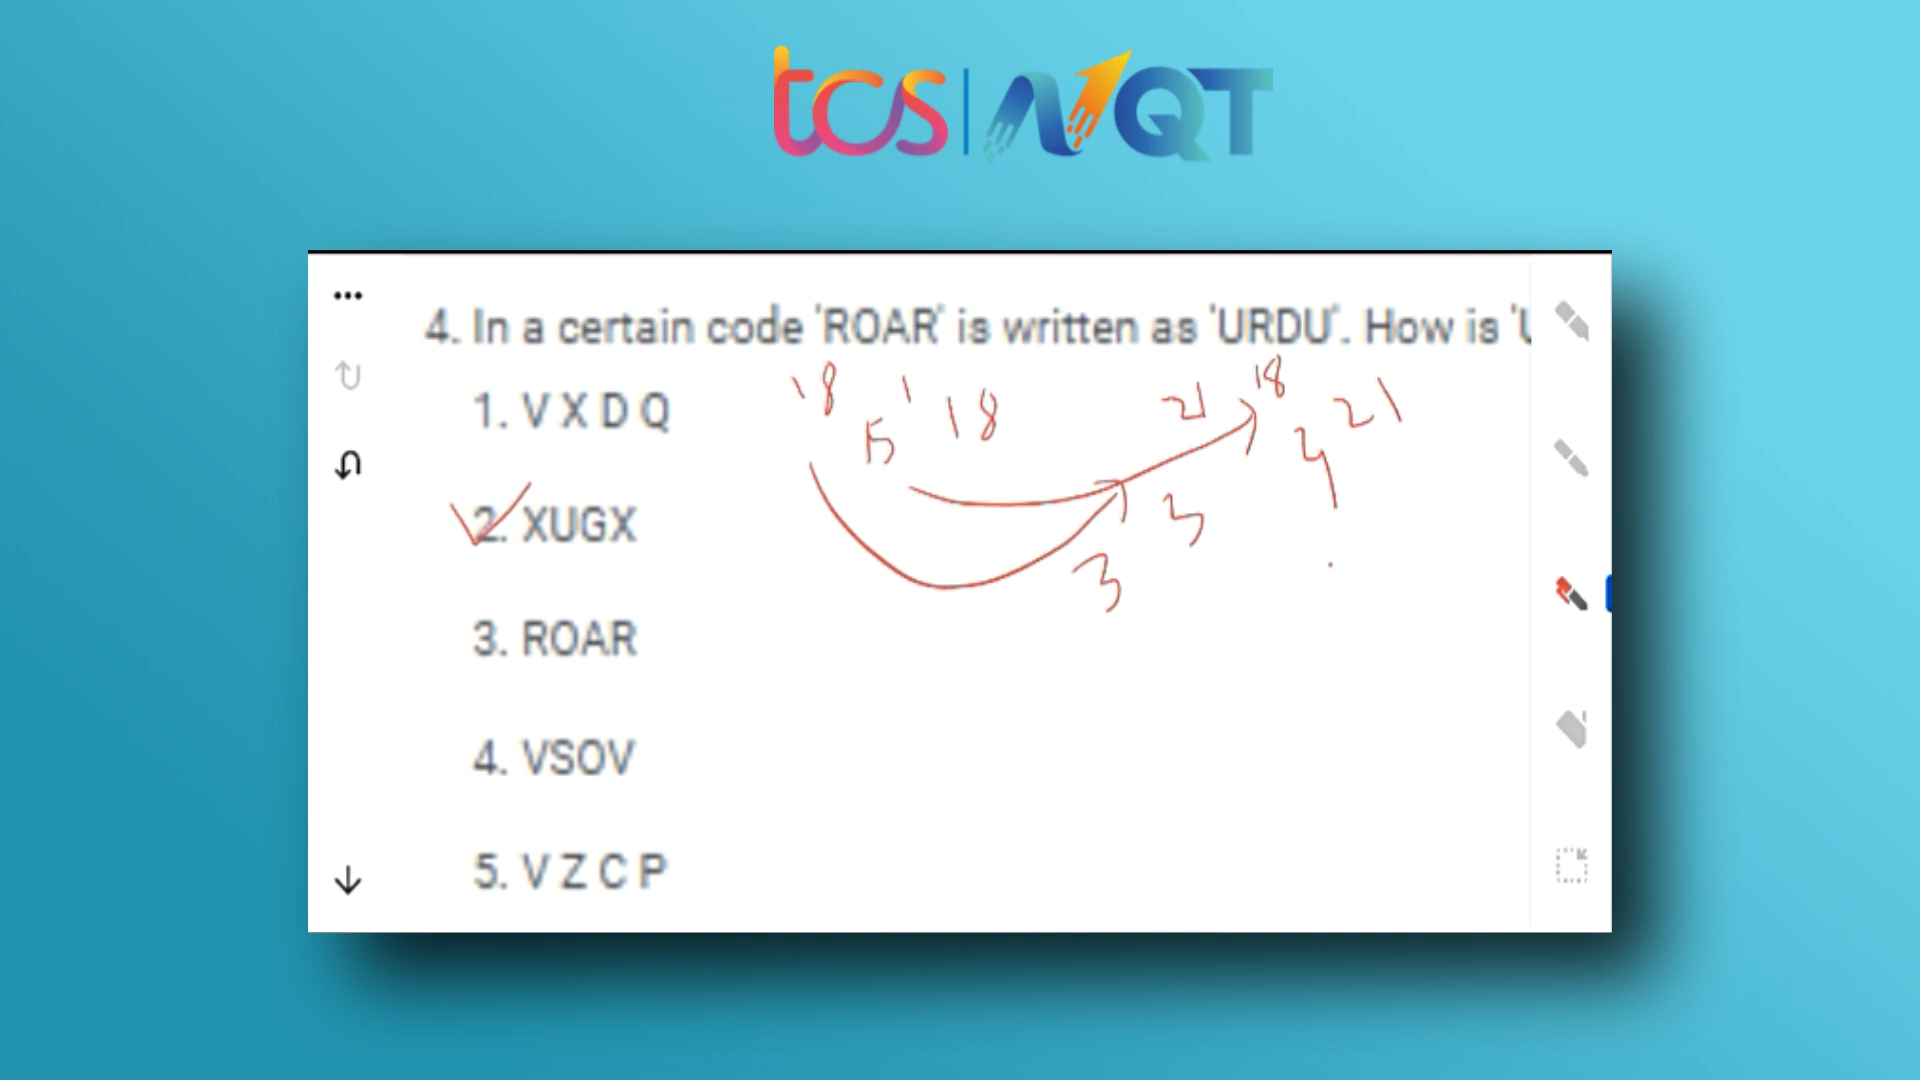 tcs | NQT
4. In a certain code 'ROAR' is written as 'URDU'. How is 'U
18 15 1 18 21 18 4 21
1. V X D Q
2. XUGX
3
3
3. ROAR
4. VSOV
5. V Z C P